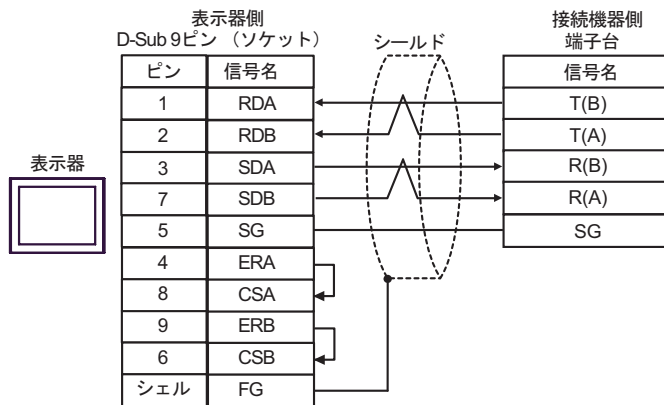 表示器側
D-Sub 9ピン （ソケット）
シールド
接続機器側
端子台
ピン 信号名
信号名
1 RDA
T(B)
2 RDB
T(A)
表示器
3 SDA
R(B)
7 SDB
R(A)
5 SG
SG
4 ERA
8 CSA
9 ERB
6 CSB
シェル FG